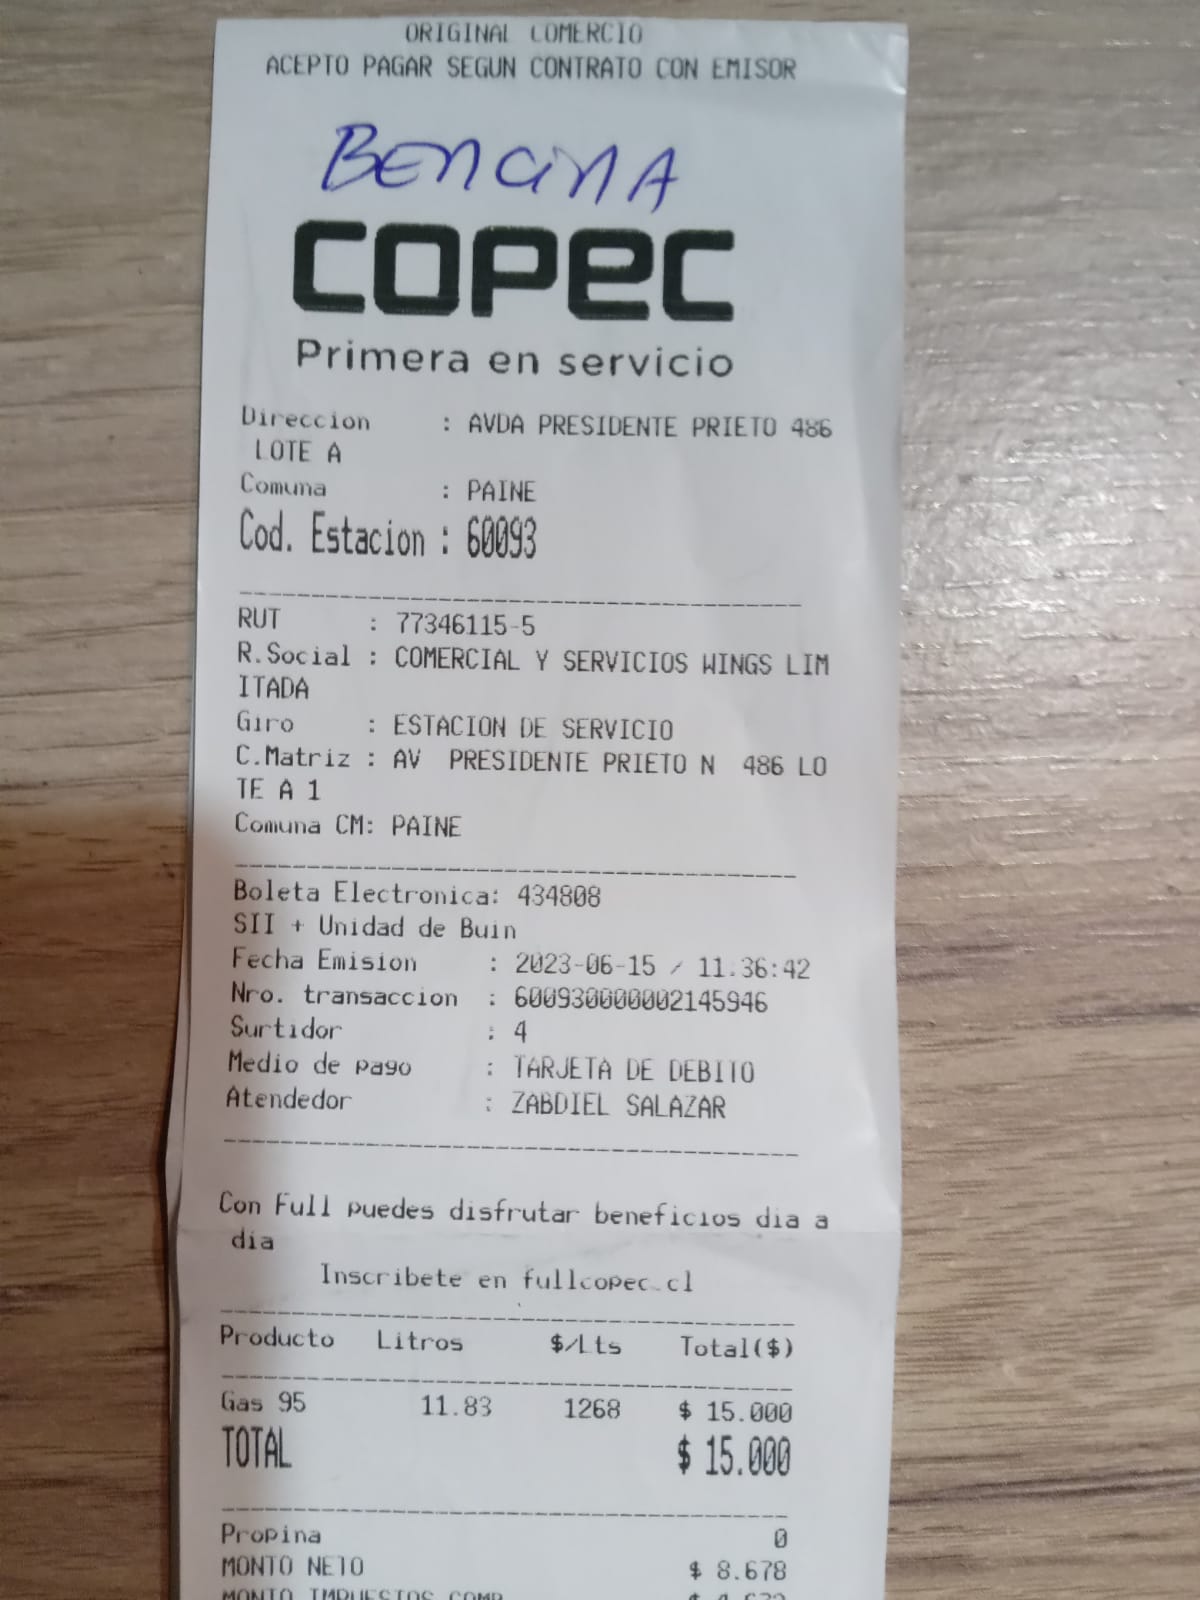 ORIGINAL COMERCIO
ACEPTO PAGAR SEGUN CONTRATO CON EMISOR
BENCINA
COPEC
Primera en servicio
Direccion : AVDA PRESIDENTE PRIETO 486
LOTE A
Comuna : PAINE
Cod. Estacion : 60093
RUT : 77346115-5
R.Social : COMERCIAL Y SERVICIOS WINGS LIM
ITADA
Giro : ESTACION DE SERVICIO
C.Matriz : AV PRESIDENTE PRIETO N 486 LO
TE A 1
Comuna CM: PAINE
Boleta Electronica: 434808
SII + Unidad de Buin
Fecha Emision : 2023-06-15 / 11:36:42
Nro. transaccion : 600930000002145946
Surtidor : 4
Medio de pago : TARJETA DE DEBITO
Atendedor : ZABDIEL SALAZAR
Con Full puedes disfrutar beneficios dia a
dia
Inscribete en fullcopec.cl
Producto Litros $/Lts Total($)
Gas 95 11.83 1268 $ 15.000
TOTAL $ 15.000
Propina 0
MONTO NETO $ 8.678
MONTO IMPUESTOS COMB